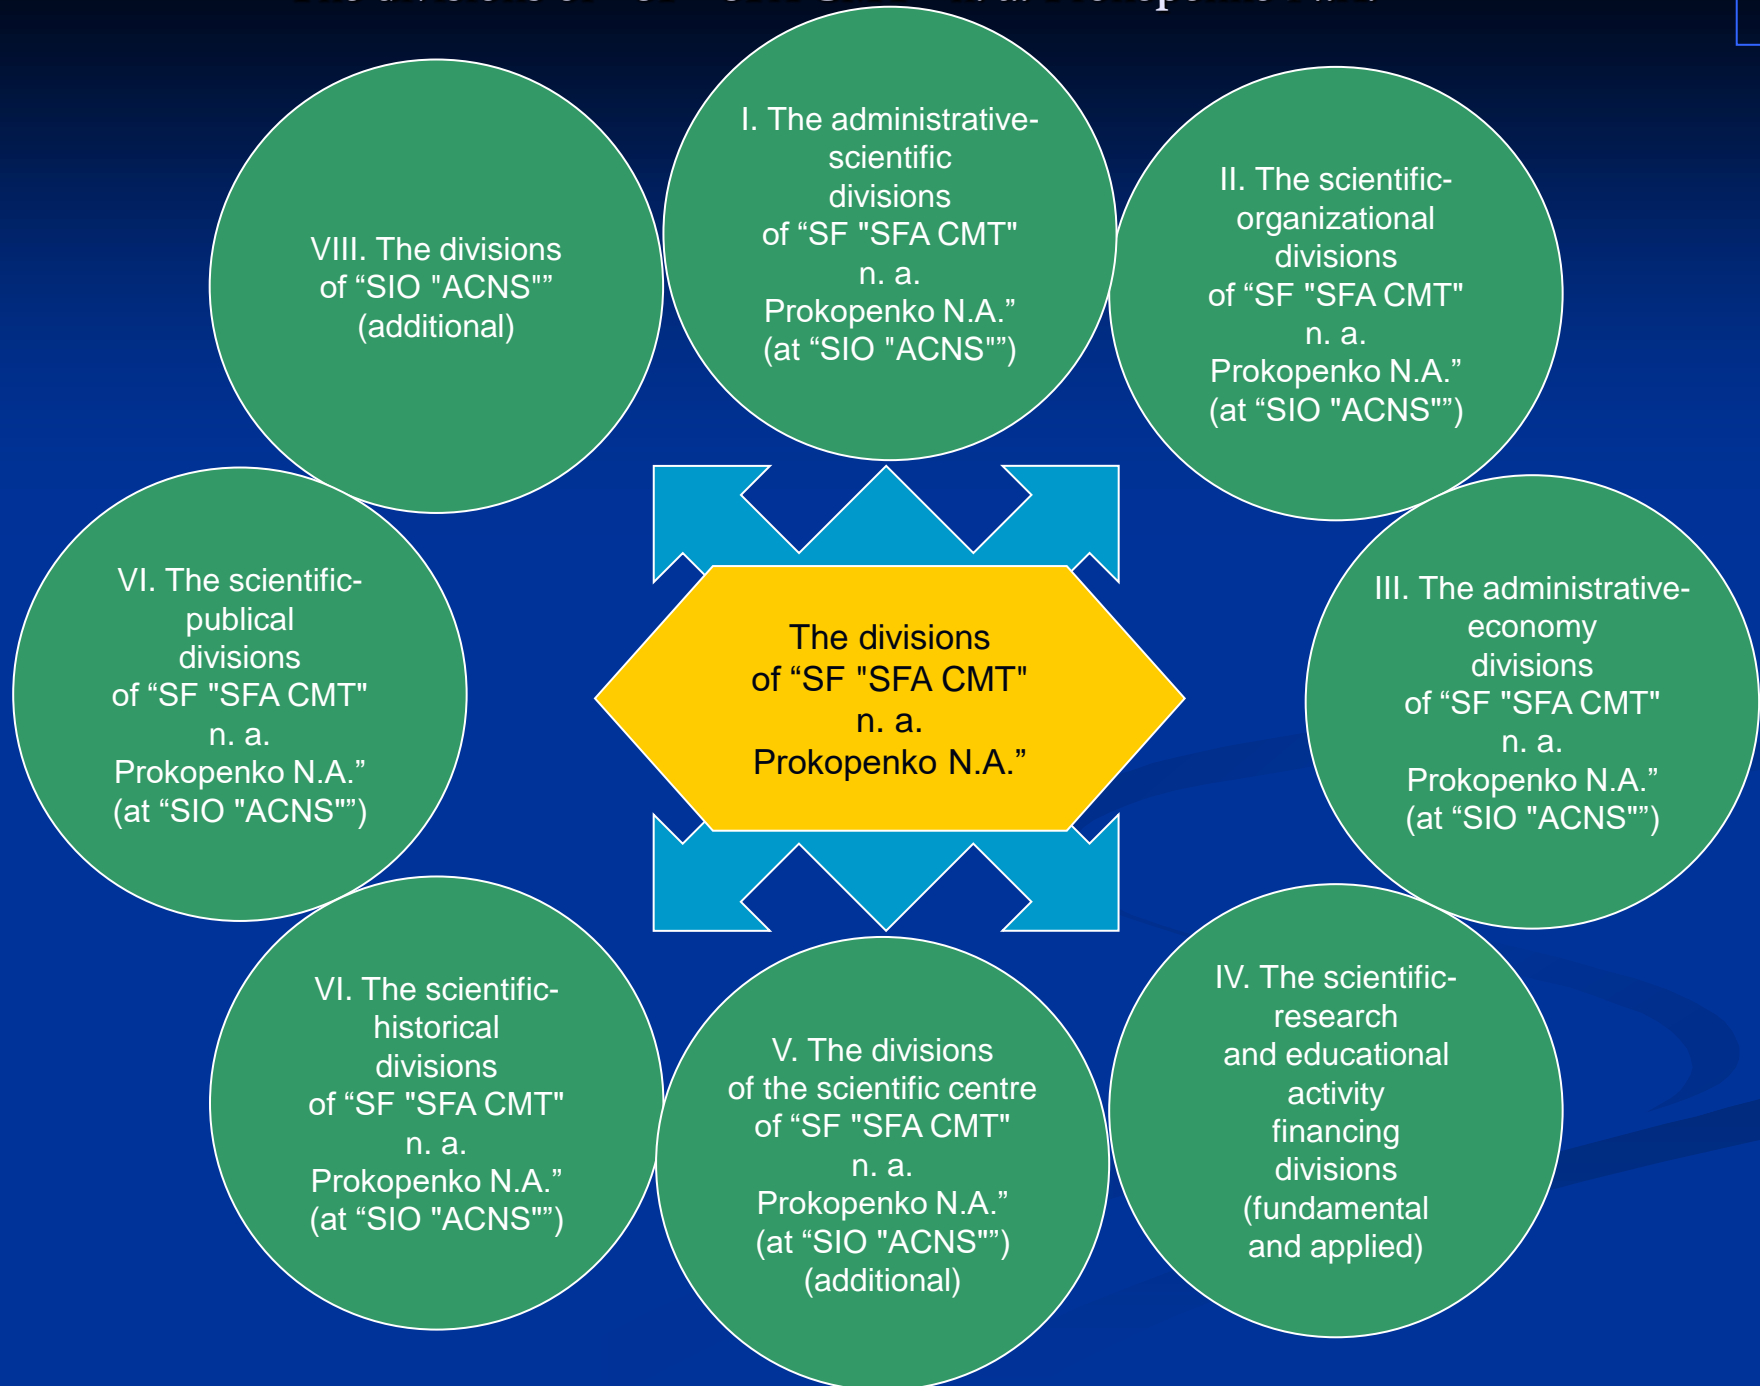 I. The administrative-
scientific
divisions
of “SF "SFA CMT"
n. a.
Prokopenko N.A.”
(at “SIO "ACNS"”)
II. The scientific-
organizational
divisions
of “SF "SFA CMT"
n. a.
Prokopenko N.A.”
(at “SIO "ACNS"”)
III. The administrative-
economy
divisions
of “SF "SFA CMT"
n. a.
Prokopenko N.A.”
(at “SIO "ACNS"”)
IV. The scientific-
research
and educational
activity
financing
divisions
(fundamental
and applied)
V. The divisions
of the scientific centre
of “SF "SFA CMT"
n. a.
Prokopenko N.A.”
(at “SIO "ACNS"”)
(additional)
VI. The scientific-
historical
divisions
of “SF "SFA CMT"
n. a.
Prokopenko N.A.”
(at “SIO "ACNS"”)
VI. The scientific-
publical
divisions
of “SF "SFA CMT"
n. a.
Prokopenko N.A.”
(at “SIO "ACNS"”)
VIII. The divisions
of “SIO "ACNS"”
(additional)
The divisions
of “SF "SFA CMT"
n. a.
Prokopenko N.A.”